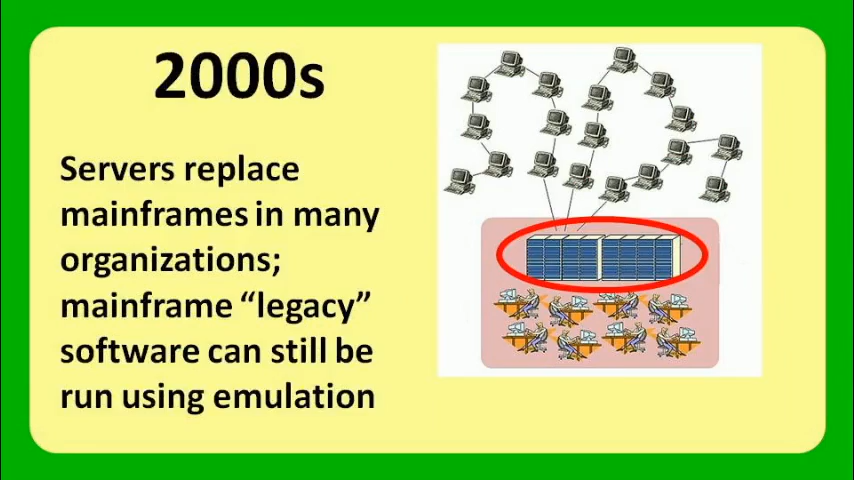 2000s
Servers replace
mainframes in many
organizations;
mainframe “legacy”
software can still be
run using emulation